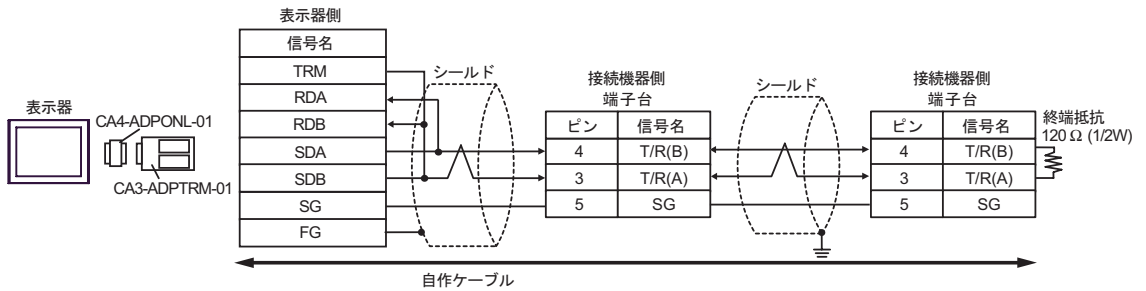 表示器
CA4-ADPONL-01
CA3-ADPTRM-01
表示器側
信号名
TRM
RDA
RDB
SDA
SDB
SG
FG
シールド
接続機器側
端子台
ピン 信号名
4 T/R(B)
3 T/R(A)
5 SG
シールド
接続機器側
端子台
ピン 信号名
4 T/R(B)
3 T/R(A)
5 SG
終端抵抗
120 Ω (1/2W)
自作ケーブル